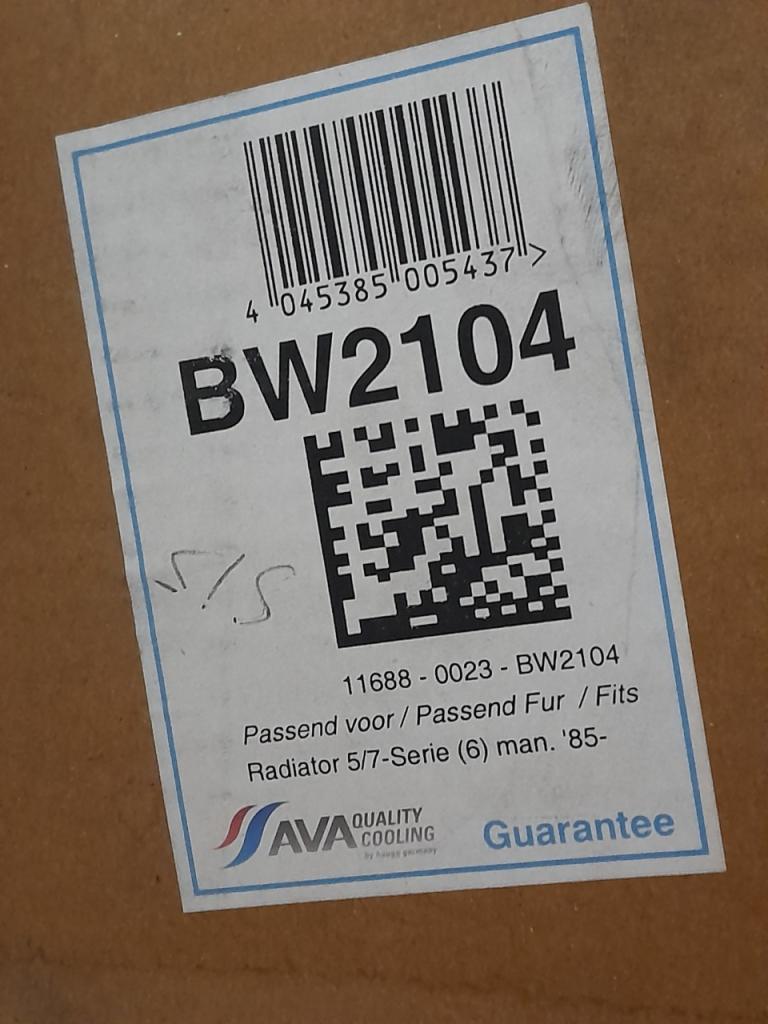 4 045385 005437 >
BW2104
S/S
11688 - 0023 - BW2104
Passend voor / Passend Fur / Fits
Radiator 5/7-Serie (6) man. '85-
AVA QUALITY COOLING
Guarantee